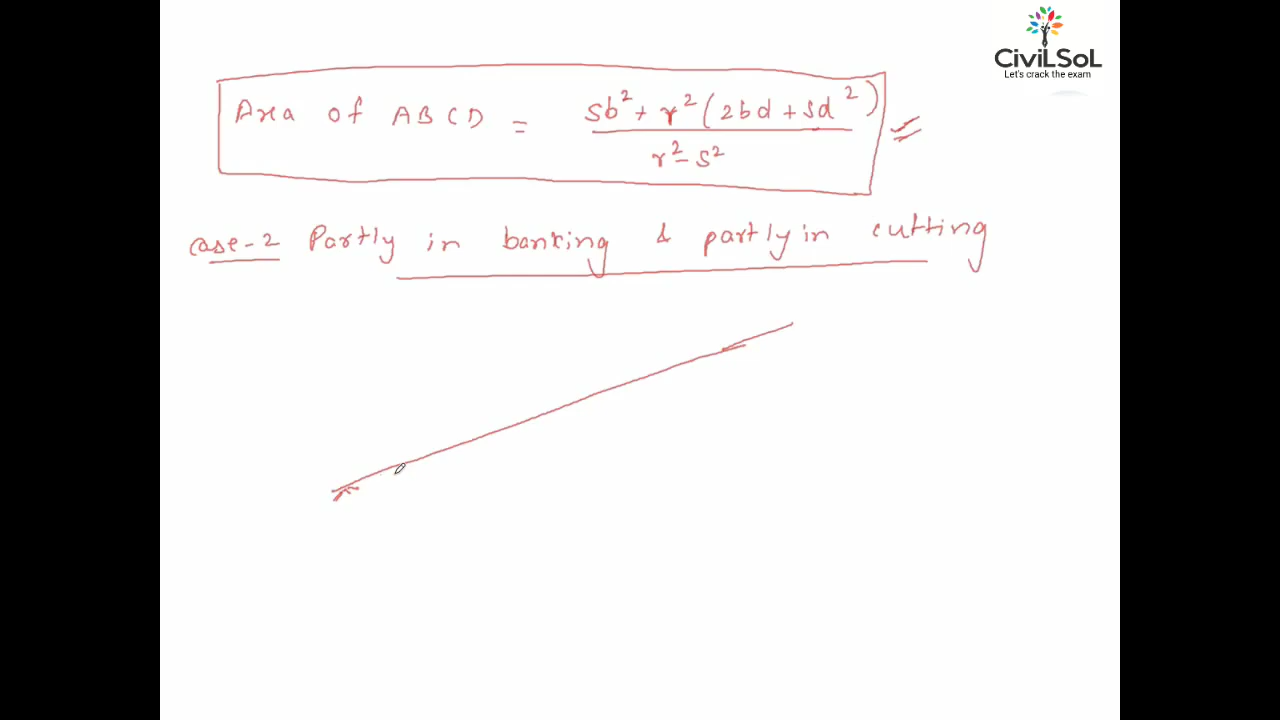 CiViLSoL
Let's crack the exam
Area of ABCD = sb² + r² (2bd + sd²)
r² - s²
case-2 Partly in banking & partly in cutting